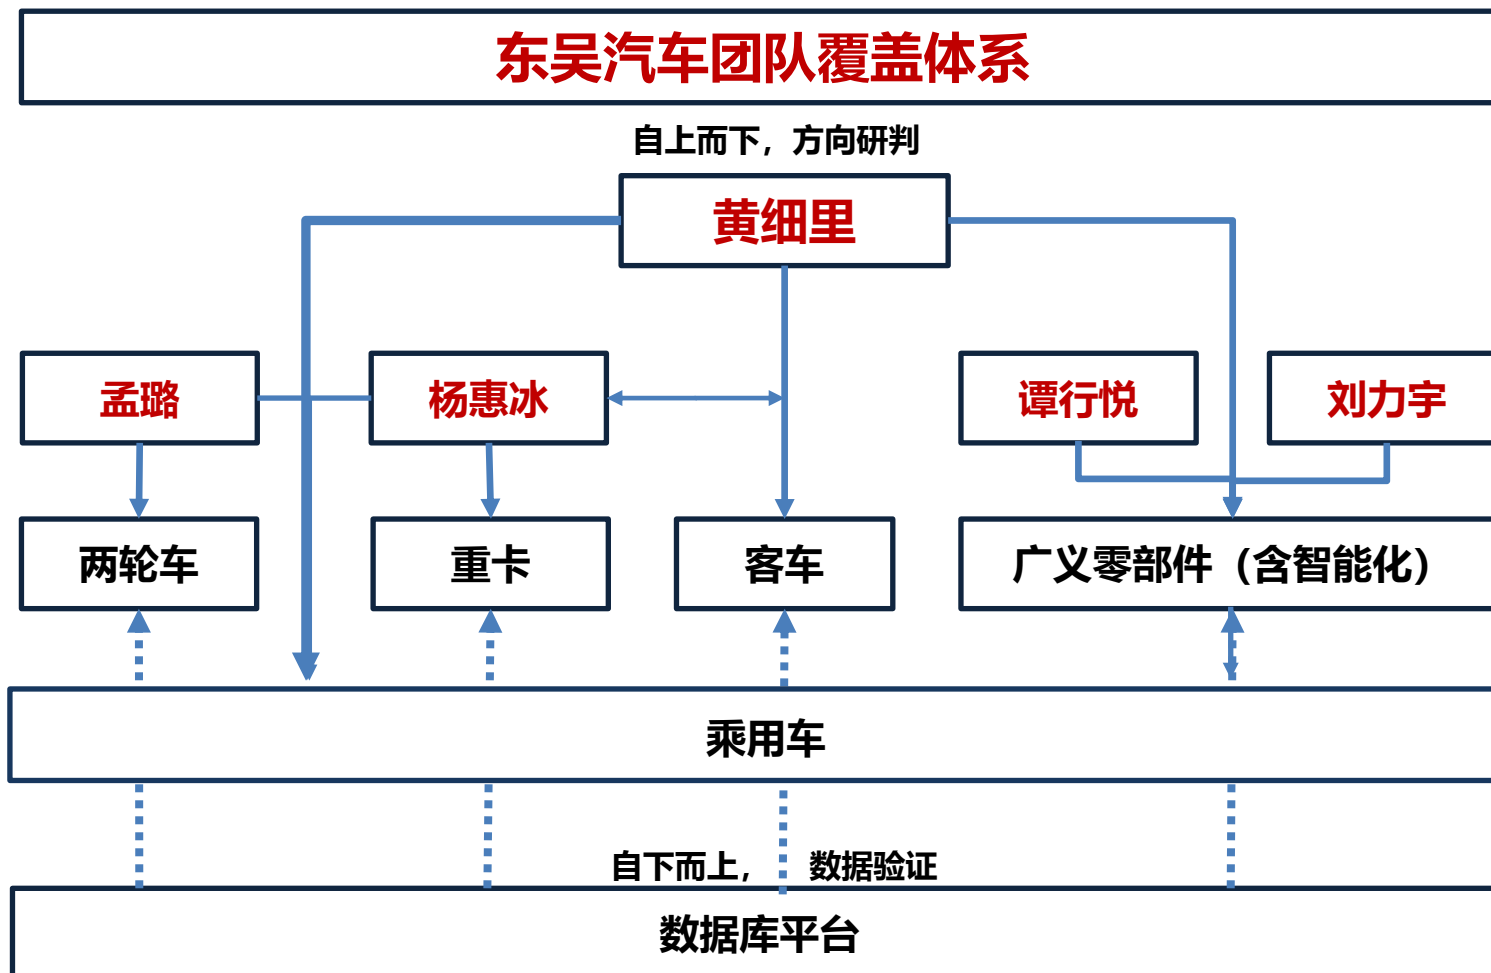 东吴汽车团队覆盖体系
自上而下，方向研判
黄细里
孟璐
杨惠冰
谭行悦
刘力宇
两轮车
重卡
客车
广义零部件（含智能化）
乘用车
自下而上， 数据验证
数据库平台